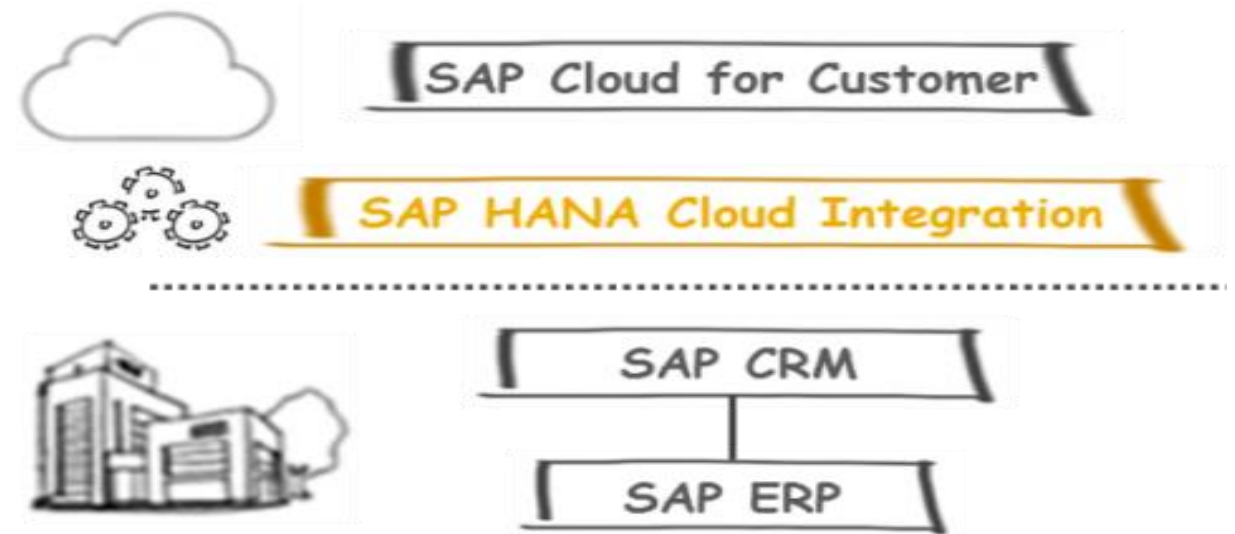 SAP Cloud for Customer
SAP HANA Cloud Integration
SAP CRM
SAP ERP